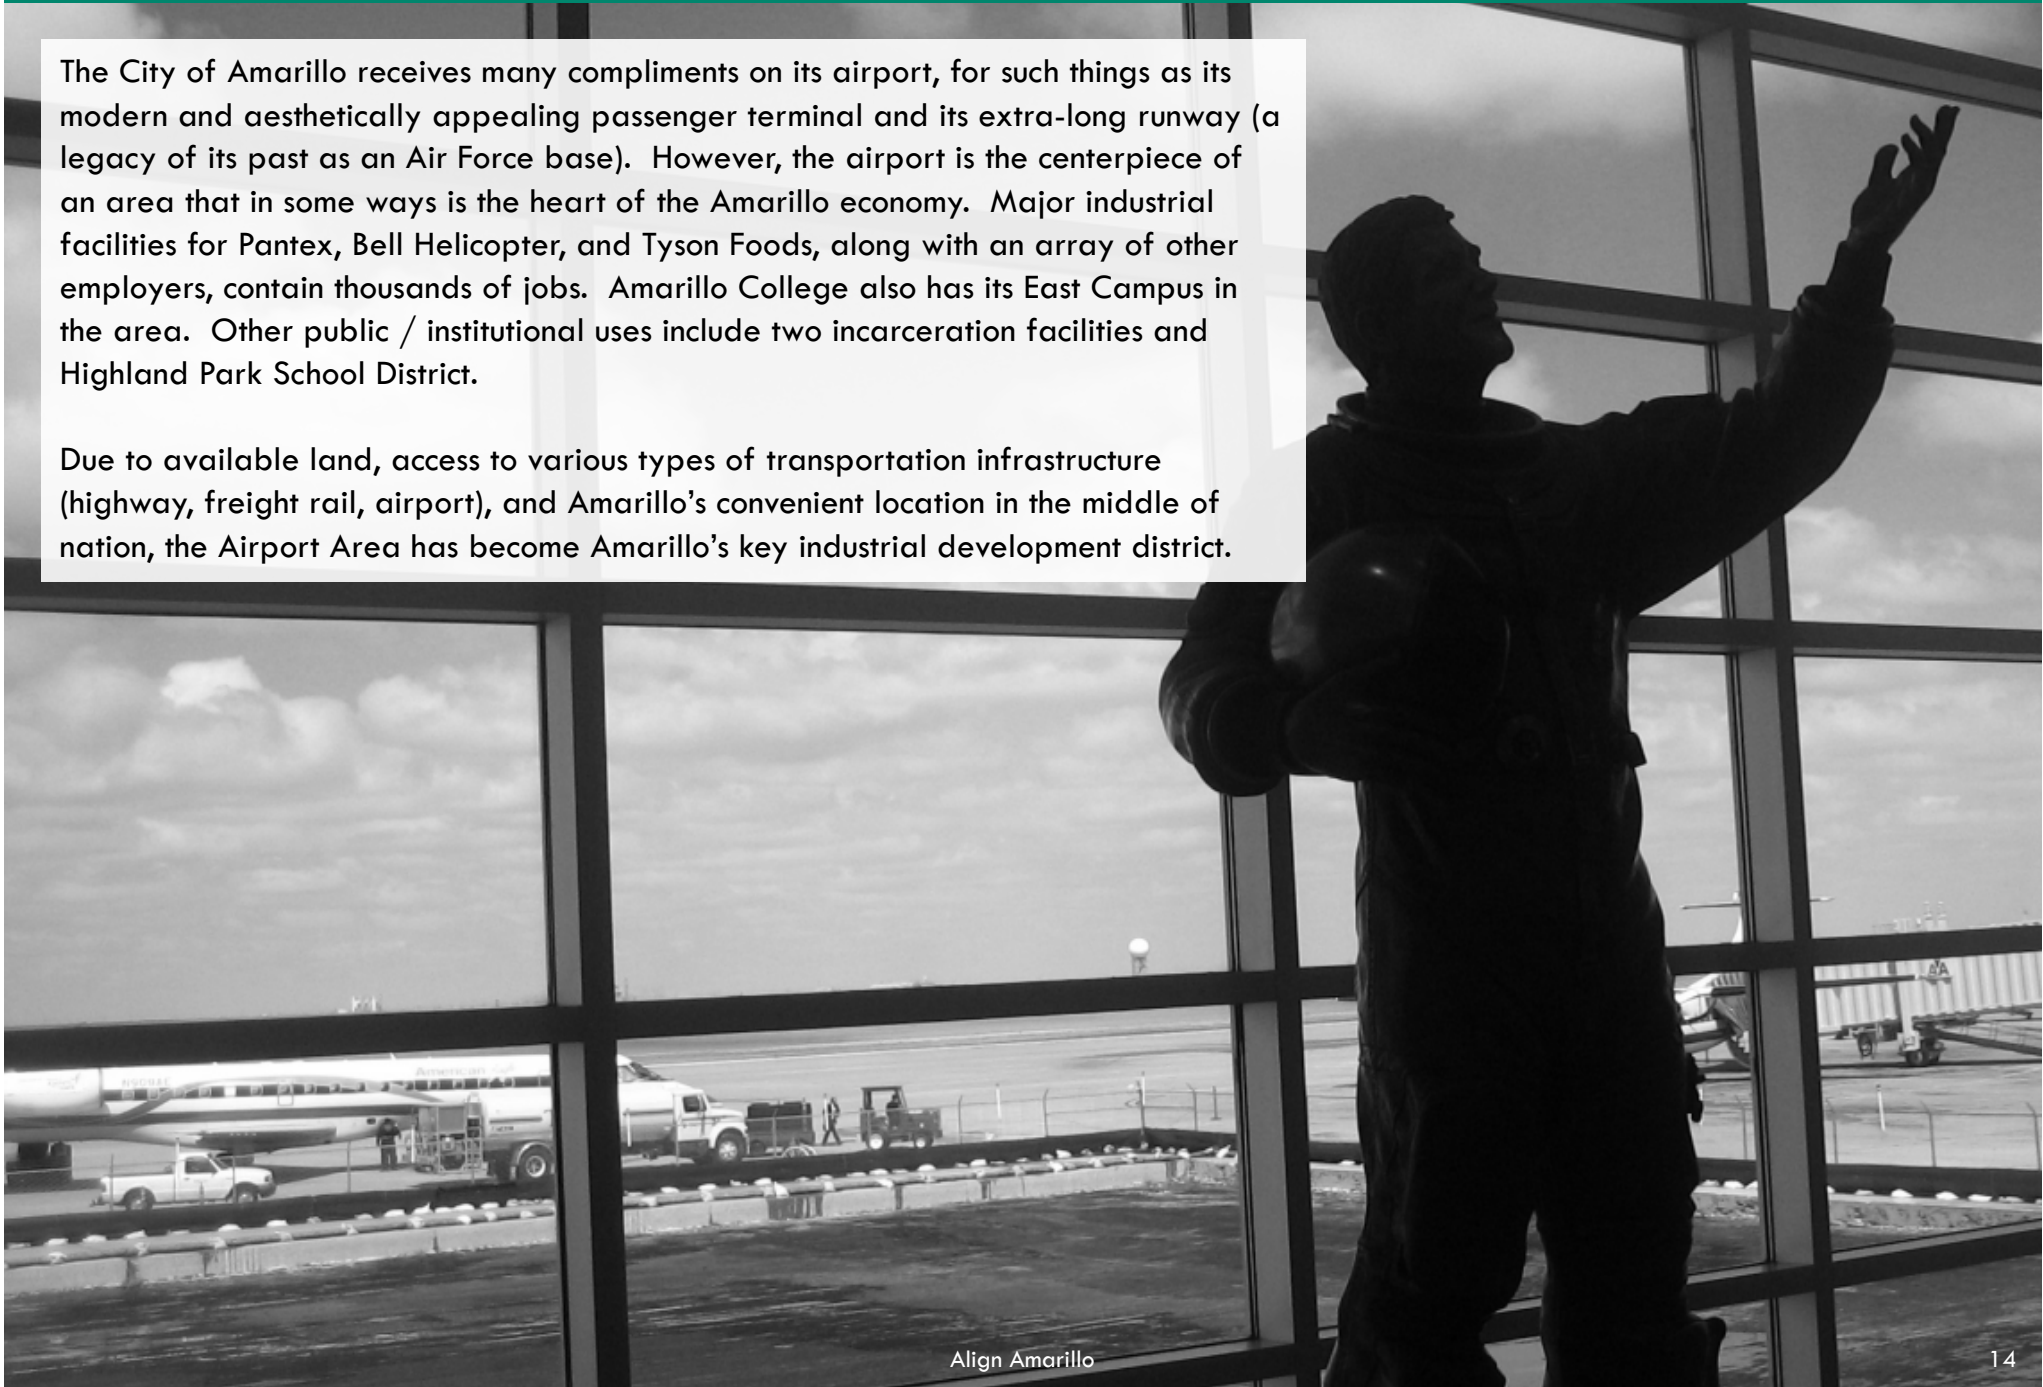 The City of Amarillo receives many compliments on its airport, for such things as its
modern and aesthetically appealing passenger terminal and its extra-long runway (a
legacy of its past as an Air Force base).  However, the airport is the centerpiece of
an area that in some ways is the heart of the Amarillo economy.  Major industrial
facilities for Pantex, Bell Helicopter, and Tyson Foods, along with an array of other
employers, contain thousands of jobs.  Amarillo College also has its East Campus in
the area.  Other public / institutional uses include two incarceration facilities and
Highland Park School District.
Due to available land, access to various types of transportation infrastructure
(highway, freight rail, airport), and Amarillo’s convenient location in the middle of
nation, the Airport Area has become Amarillo’s key industrial development district.
AA
American
Align Amarillo
14